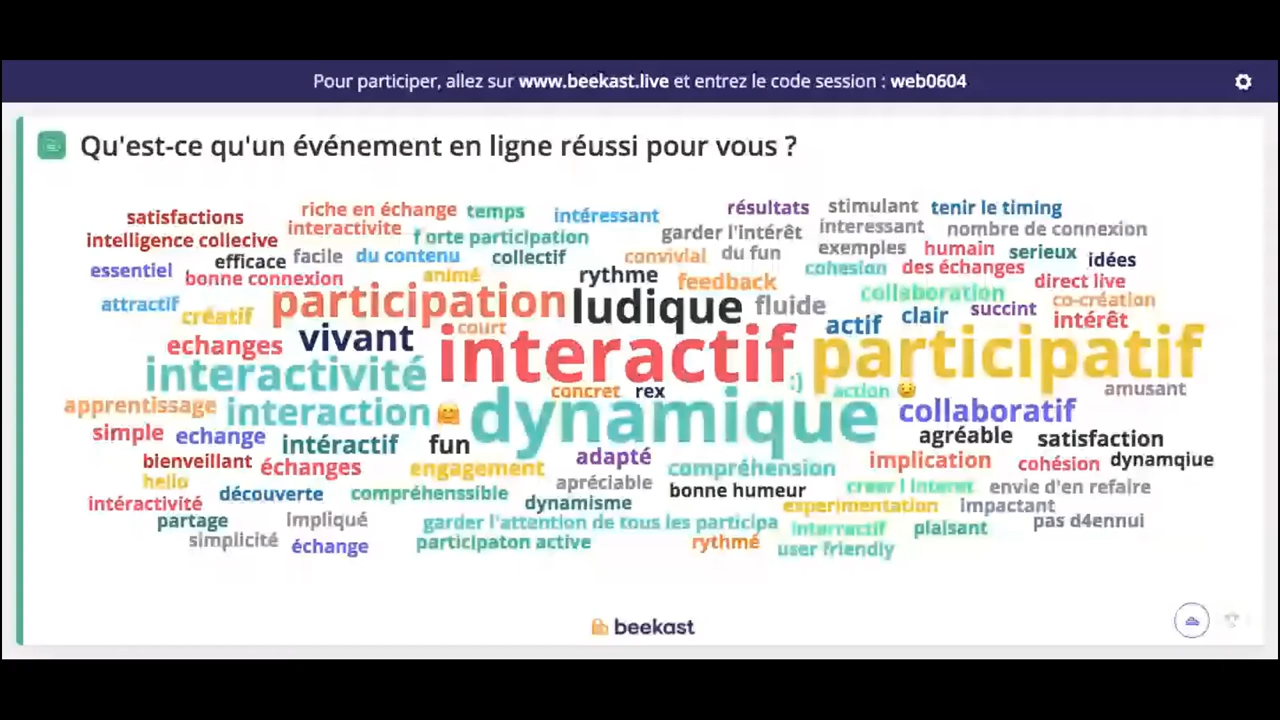 Pour participer, allez sur www.beekast.live et entrez le code session : web0604
Qu'est-ce qu'un événement en ligne réussi pour vous ?
satisfactions riche en échange temps intéressant résultats stimulant tenir le timing
intelligence collecive interactivite f orte participation garder l'intérêt interessant nombre de connexion
essentiel efficace facile du contenu collectif convivial du fun exemples humain serieux idées
bonne connexion animé rythme feedback cohesion des échanges direct live
attractif créatif participation ludique fluide collaboration succint co-création
echanges vivant court interactif actif clair participatif intérêt
interactivité concret rex :) action amusant
apprentissage interaction dynamique collaboratif
simple echange intéractif fun adapté agréable satisfaction
bienveillant échanges engagement compréhension implication cohésion dynamqiue
hello découverte compréhenssible apréciable bonne humeur creer l interet envie d'en refaire
intéractivité dynamisme experimentation impactant
partage impliqué garder l'attention de tous les participa interractif plaisant pas d4ennui
simplicité échange participaton active rythmé user friendly
beekast